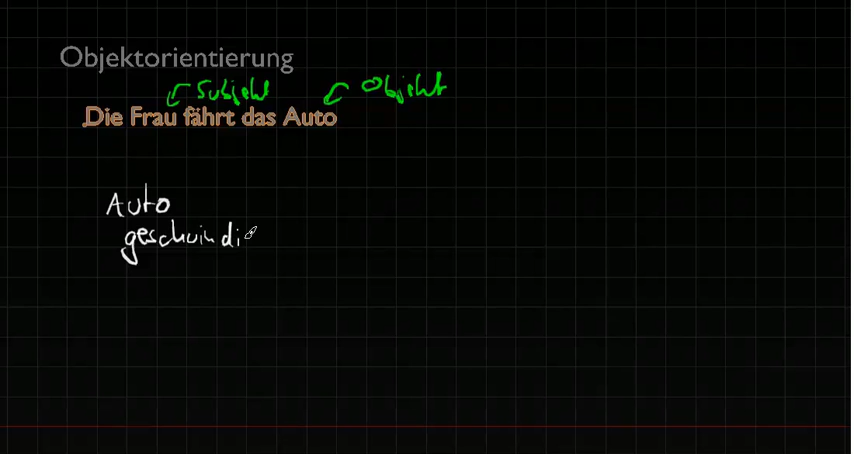 Objektorientierung
Subjekt Objekt
Die Frau fährt das Auto
Auto
geschwindi